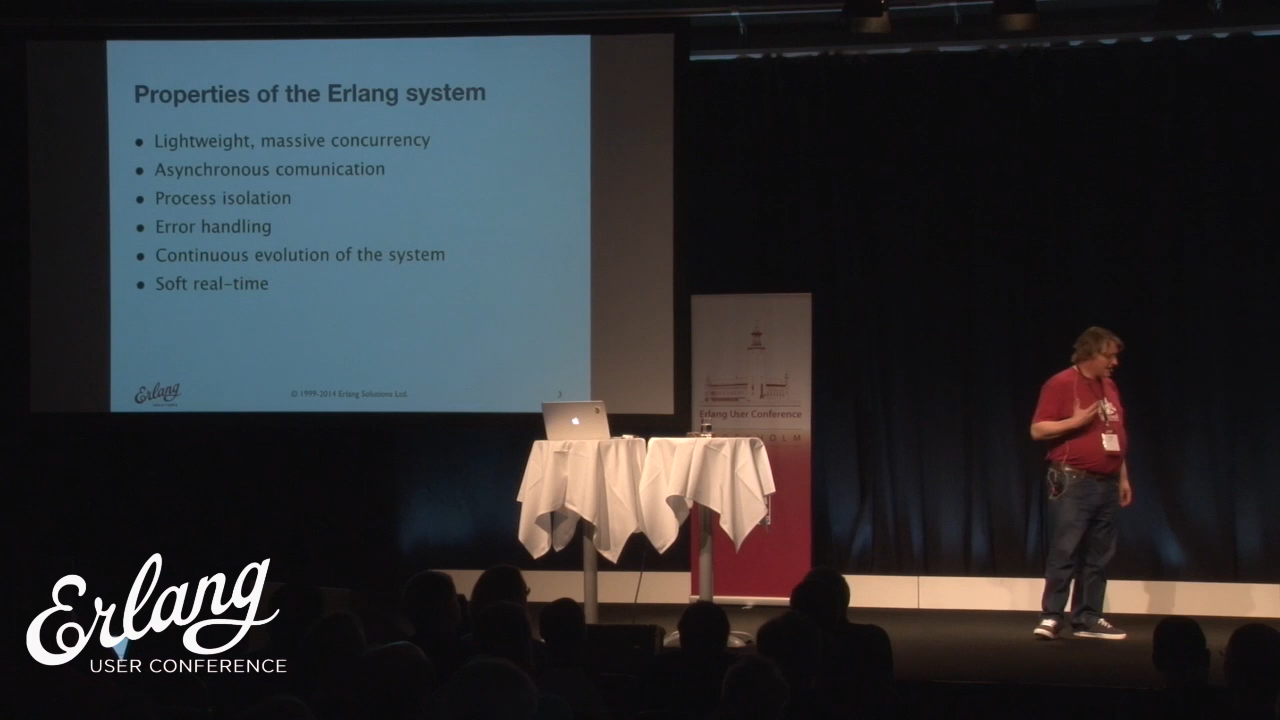 Properties of the Erlang system
● Lightweight, massive concurrency
● Asynchronous comunication
● Process isolation
● Error handling
● Continuous evolution of the system
● Soft real-time
Erlang
© 1999-2014 Erlang Solutions Ltd.
3
Erlang User Conference
Erlang
USER CONFERENCE